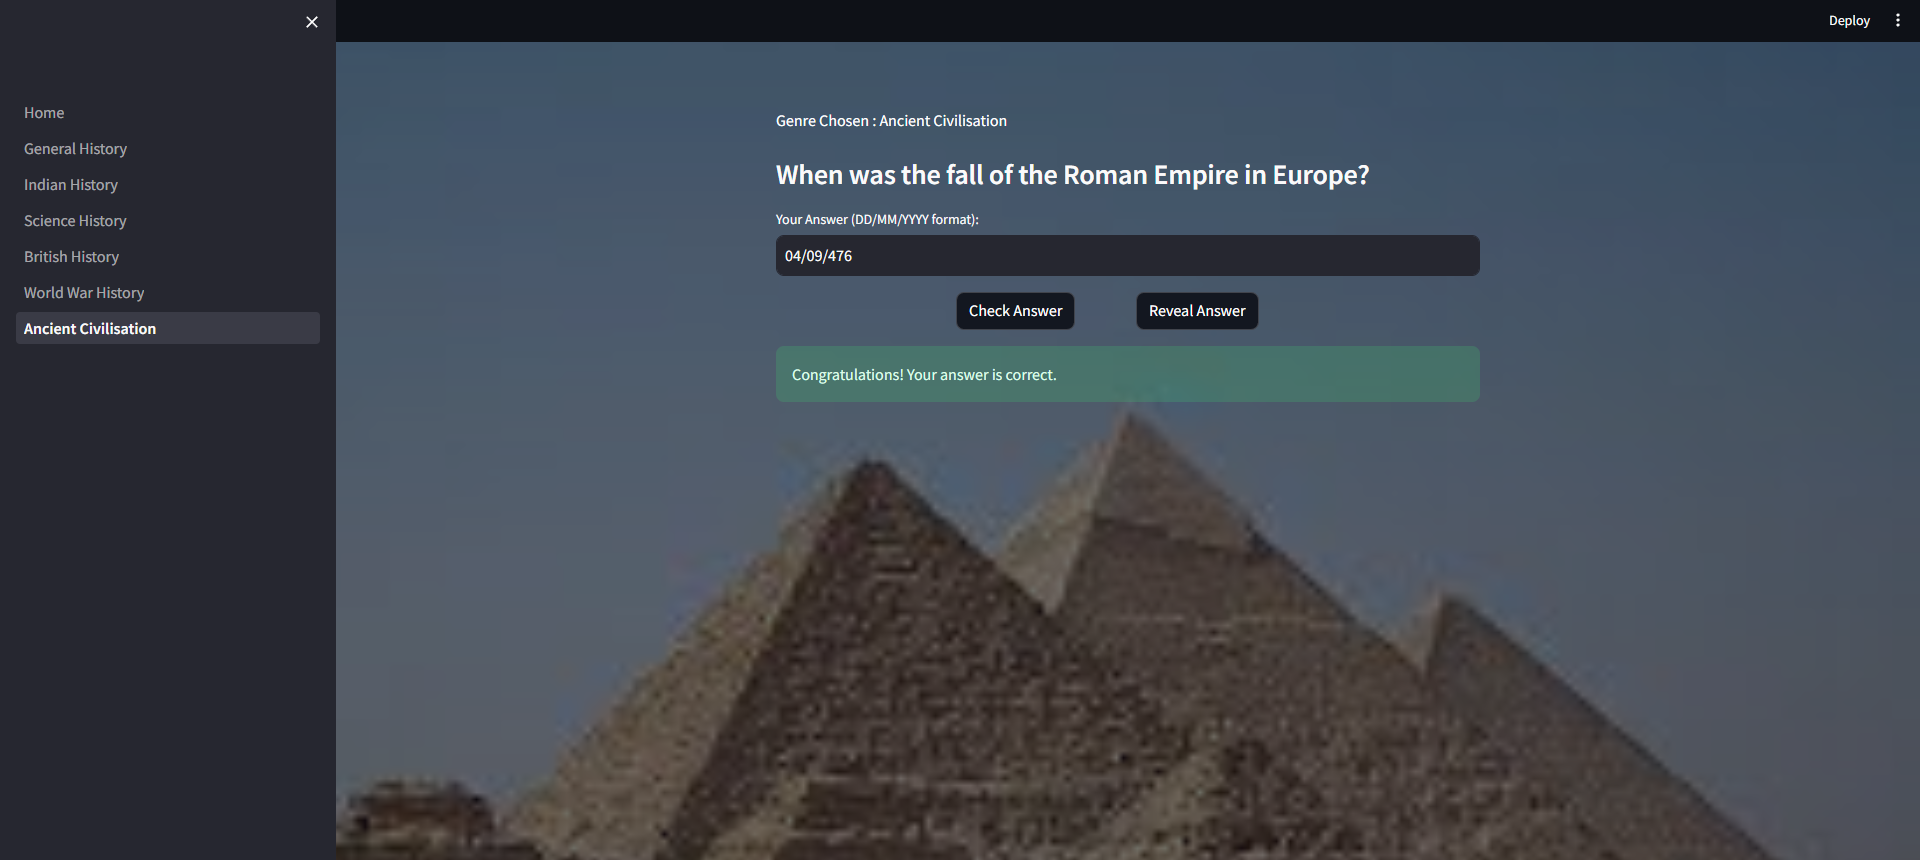 Deploy
Home
General History
Indian History
Science History
British History
World War History
Ancient Civilisation
Genre Chosen : Ancient Civilisation
When was the fall of the Roman Empire in Europe?
Your Answer (DD/MM/YYYY format):
04/09/476
Check Answer
Reveal Answer
Congratulations! Your answer is correct.